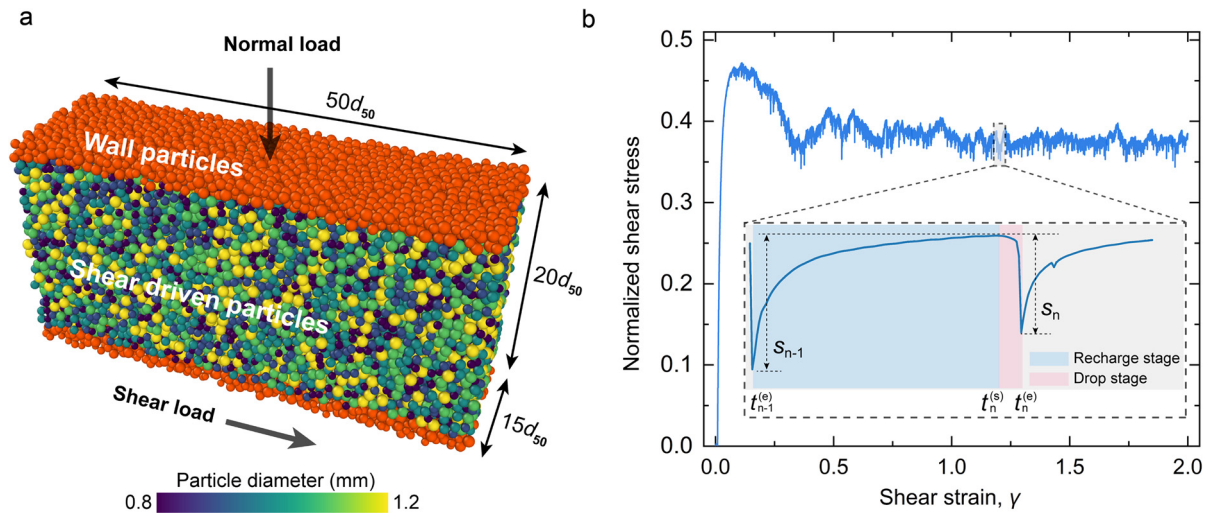 a
Normal load
50d₅₀
Wall particles
Shear driven particles
20d₅₀
15d₅₀
Shear load
Particle diameter (mm)
0.8
1.2
b
Normalized shear stress
0.5
0.4
0.3
0.2
0.1
0.0
sₙ₋₁
sₙ
Recharge stage
Drop stage
t⁽ᵉ⁾ₙ₋₁
t⁽ˢ⁾ₙ
t⁽ᵉ⁾ₙ
0.0
0.5
1.0
1.5
2.0
Shear strain, γ